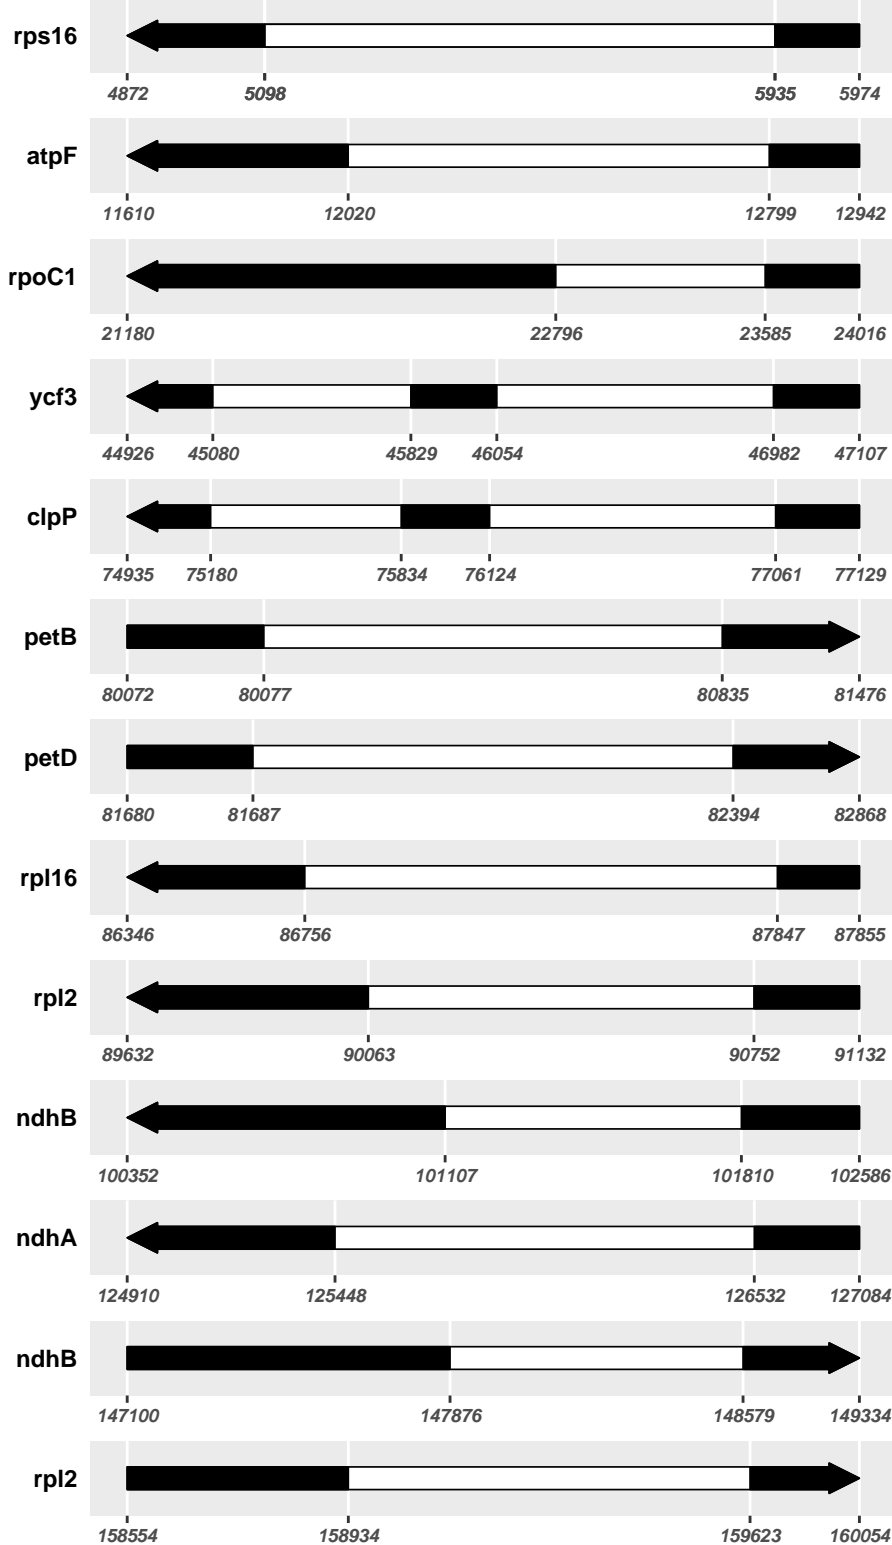 rps16
4872 5098 5935 5974
atpF
11610 12020 12799 12942
rpoC1
21180 22796 23585 24016
ycf3
44926 45080 45829 46054 46982 47107
clpP
74935 75180 75834 76124 77061 77129
petB
80072 80077 80835 81476
petD
81680 81687 82394 82868
rpl16
86346 86756 87847 87855
rpl2
89632 90063 90752 91132
ndhB
100352 101107 101810 102586
ndhA
124910 125448 126532 127084
ndhB
147100 147876 148579 149334
rpl2
158554 158934 159623 160054